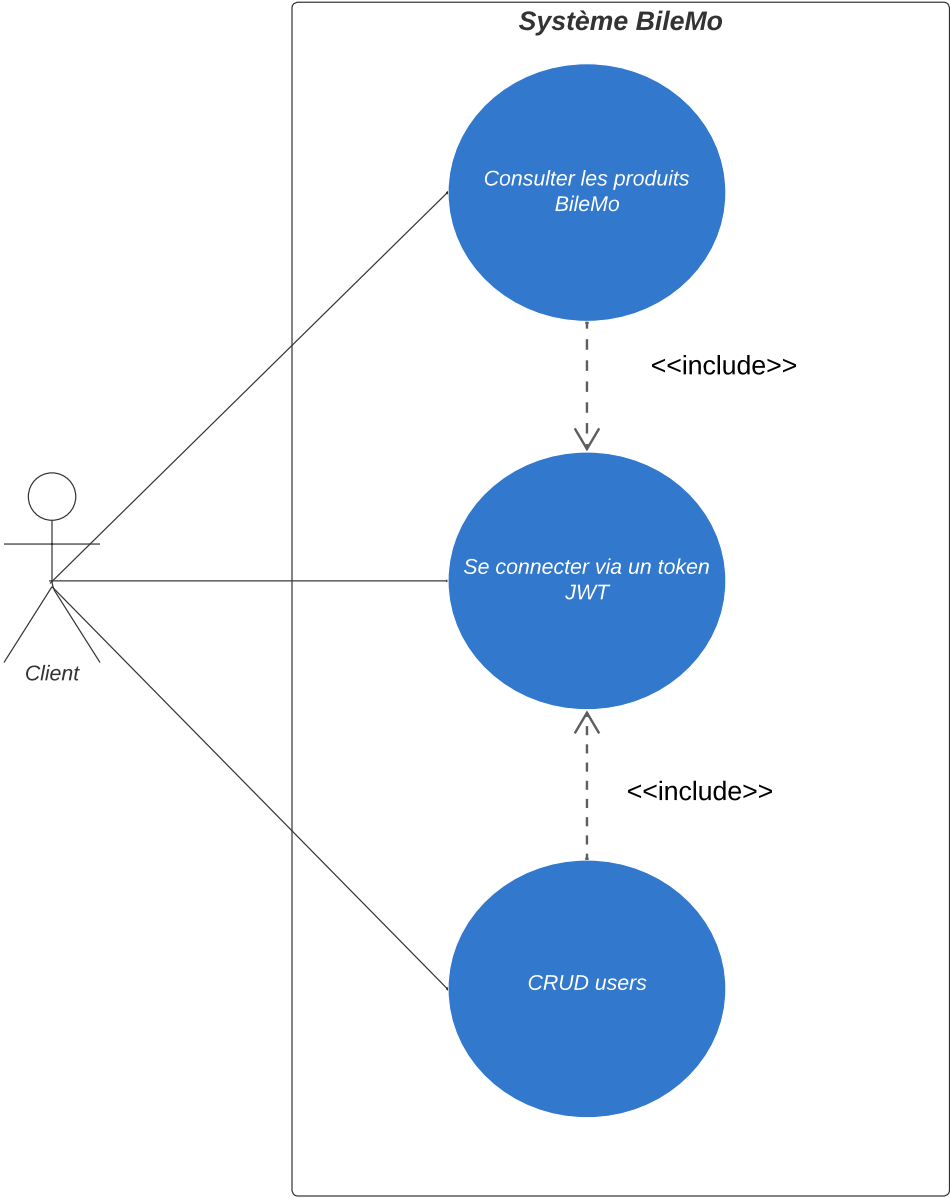 Système BileMo
Consulter les produits
BileMo
<<include>>
Se connecter via un token
JWT
Client
<<include>>
CRUD users